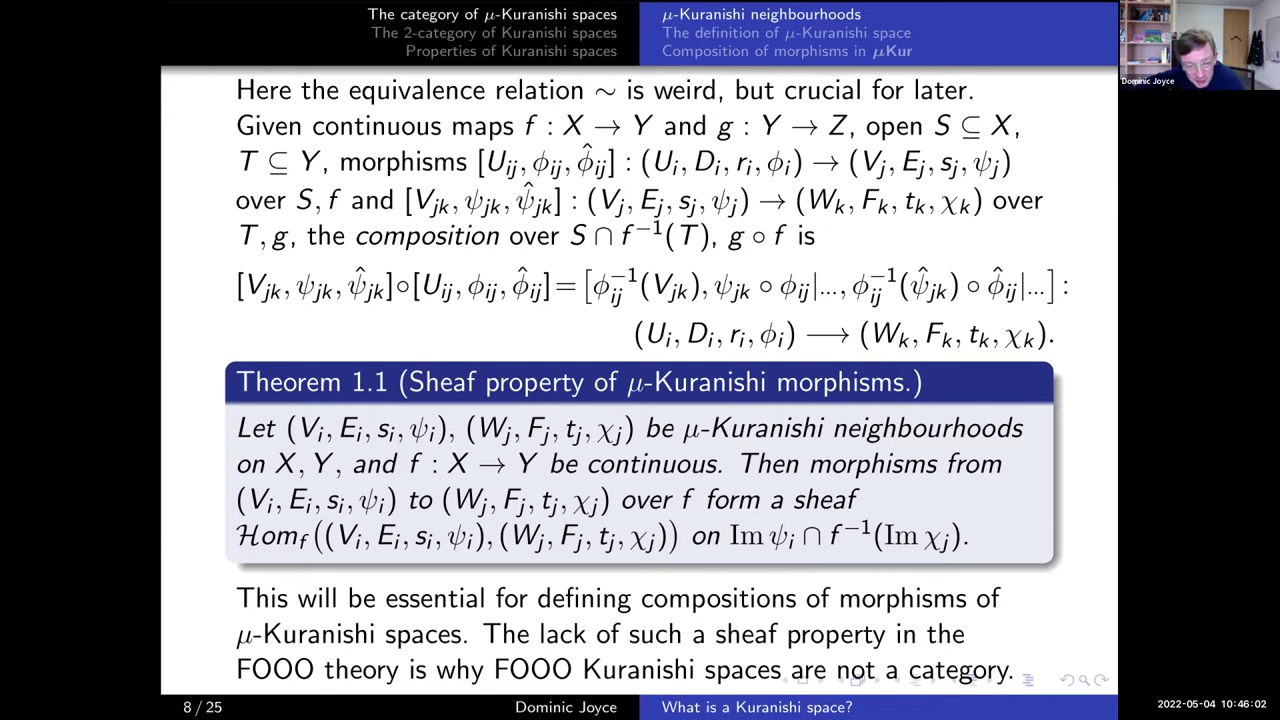 The category of μ-Kuranishi spaces
The 2-category of Kuranishi spaces
Properties of Kuranishi spaces
μ-Kuranishi neighbourhoods
The definition of μ-Kuranishi space
Composition of morphisms in μKur
Dominic Joyce
Here the equivalence relation ∼ is weird, but crucial for later.
Given continuous maps f : X → Y and g : Y → Z, open S ⊆ X,
T ⊆ Y, morphisms [U_ij, ϕ_ij, ϕ̂_ij] : (U_i, D_i, r_i, ϕ_i) → (V_j, E_j, s_j, ψ_j)
over S, f and [V_jk, ψ_jk, ψ̂_jk] : (V_j, E_j, s_j, ψ_j) → (W_k, F_k, t_k, χ_k) over
T, g, the composition over S ∩ f⁻¹(T), g ∘ f is
[V_jk, ψ_jk, ψ̂_jk]∘[U_ij, ϕ_ij, ϕ̂_ij] = [ϕ_ij⁻¹(V_jk), ψ_jk ∘ ϕ_ij|..., ϕ_ij⁻¹(ψ̂_jk) ∘ ϕ̂_ij|...] :
(U_i, D_i, r_i, ϕ_i) ⟶ (W_k, F_k, t_k, χ_k).
Theorem 1.1 (Sheaf property of μ-Kuranishi morphisms.)
Let (V_i, E_i, s_i, ψ_i), (W_j, F_j, t_j, χ_j) be μ-Kuranishi neighbourhoods
on X, Y, and f : X → Y be continuous. Then morphisms from
(V_i, E_i, s_i, ψ_i) to (W_j, F_j, t_j, χ_j) over f form a sheaf
ℋom_f((V_i, E_i, s_i, ψ_i), (W_j, F_j, t_j, χ_j)) on Im ψ_i ∩ f⁻¹(Im χ_j).
This will be essential for defining compositions of morphisms of
μ-Kuranishi spaces. The lack of such a sheaf property in the
FOOO theory is why FOOO Kuranishi spaces are not a category.
8 / 25
Dominic Joyce
What is a Kuranishi space?
2022-05-04 10:46:02